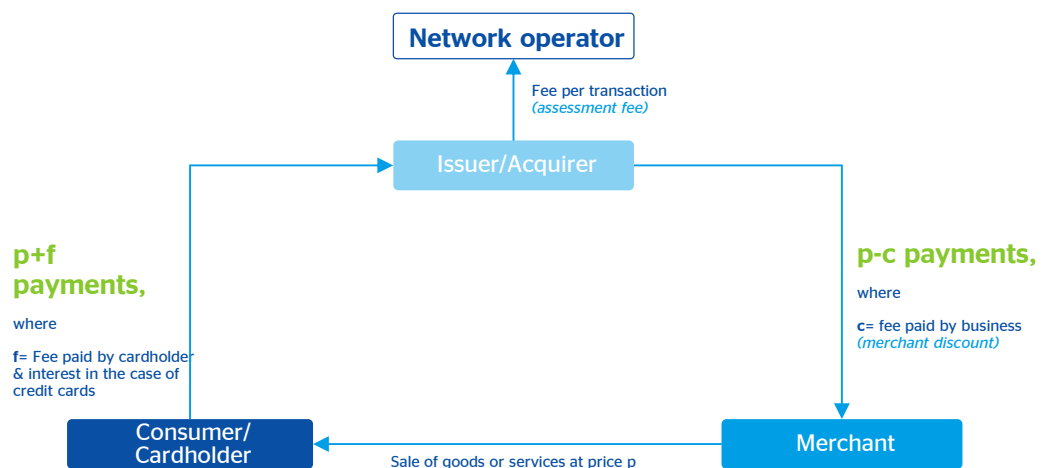 Network operator
Fee per transaction
(assessment fee)
Issuer/Acquirer
p+f
payments,
where
f= Fee paid by cardholder
& interest in the case of
credit cards
p-c payments,
where
c= fee paid by business
(merchant discount)
Consumer/
Cardholder
Merchant
Sale of goods or services at price p